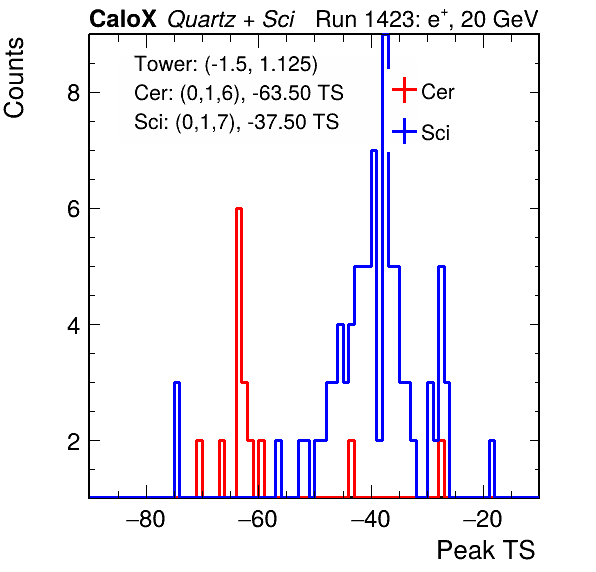 CaloX Quartz + Sci Run 1423: e+, 20 GeV
Counts
Tower: (-1.5, 1.125)
Cer: (0,1,6), -63.50 TS
Sci: (0,1,7), -37.50 TS
Cer
Sci
8
6
4
2
−80 −60 −40 −20
Peak TS